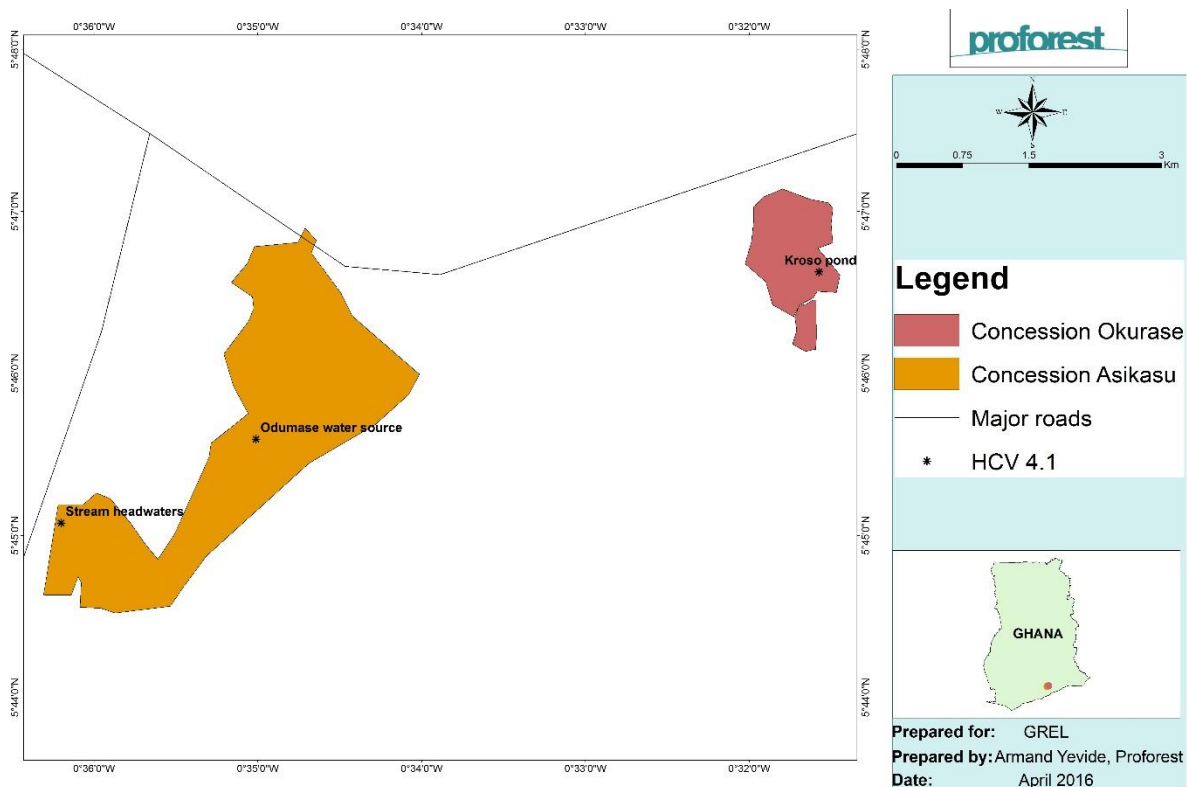 0°36'0"W 0°35'0"W 0°34'0"W 0°33'0"W 0°32'0"W
5°48'0"N 5°48'0"N
5°47'0"N 5°47'0"N
5°46'0"N 5°46'0"N
5°45'0"N 5°45'0"N
5°44'0"N 5°44'0"N
Kroso pond
Odumase water source
Stream headwaters
0°36'0"W 0°35'0"W 0°34'0"W 0°33'0"W 0°32'0"W
proforest
N
W E
S
0 0.75 1.5 3
Km
Legend
Concession Okurase
Concession Asikasu
Major roads
HCV 4.1
GHANA
Prepared for: GREL
Prepared by: Armand Yevide, Proforest
Date: April 2016